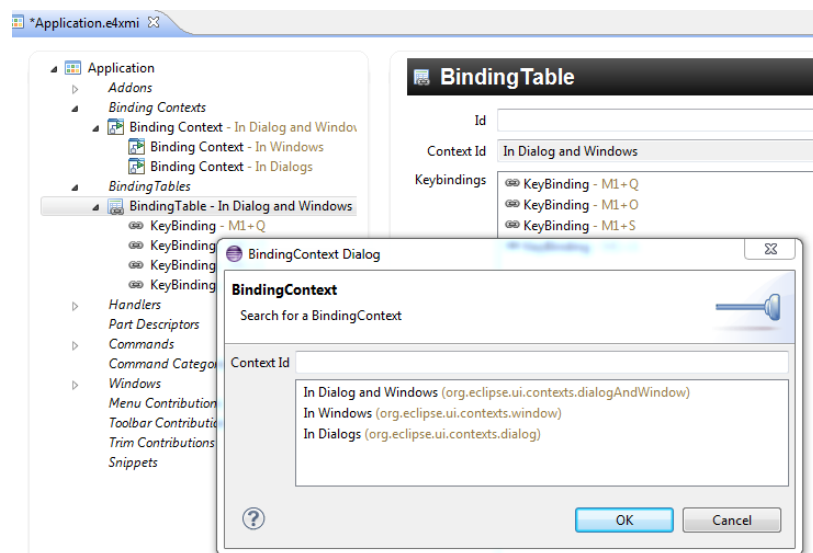 *Application.e4xmi
Application
Addons
Binding Contexts
Binding Context - In Dialog and Window
Binding Context - In Windows
Binding Context - In Dialogs
BindingTables
BindingTable - In Dialog and Windows
KeyBinding - M1+Q
KeyBinding
KeyBinding
KeyBinding
Handlers
Part Descriptors
Commands
Command Catego
Windows
Menu Contribution
Toolbar Contributio
Trim Contributions
Snippets
BindingTable
Id
Context Id In Dialog and Windows
Keybindings
KeyBinding - M1+Q
KeyBinding - M1+O
KeyBinding - M1+S
BindingContext Dialog
BindingContext
Search for a BindingContext
Context Id
In Dialog and Windows (org.eclipse.ui.contexts.dialogAndWindow)
In Windows (org.eclipse.ui.contexts.window)
In Dialogs (org.eclipse.ui.contexts.dialog)
?
OK Cancel